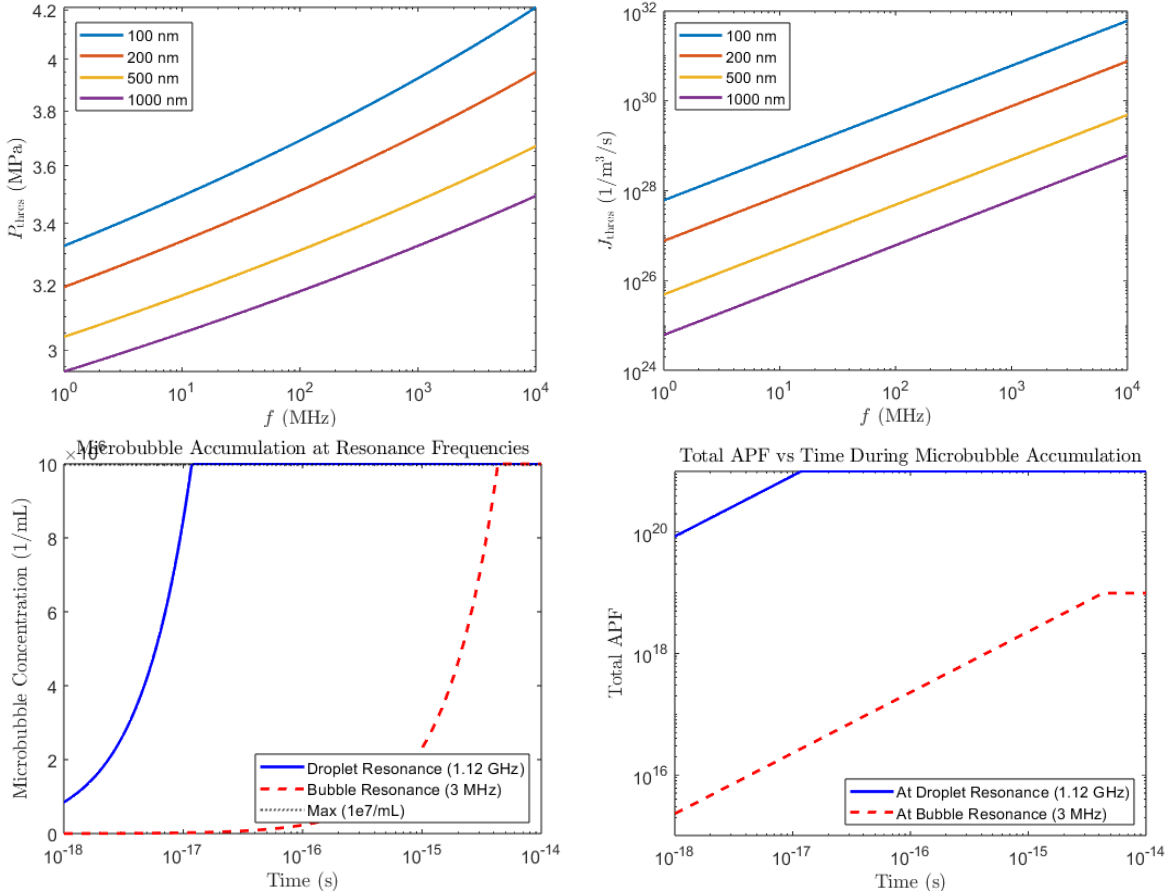 4.2
4
3.8
3.6
3.4
3.2
3
P_thres (MPa)
100 nm
200 nm
500 nm
1000 nm
10^0
10^1
10^2
10^3
10^4
f (MHz)
10^32
10^30
10^28
10^26
10^24
J_thres (1/m^3/s)
100 nm
200 nm
500 nm
1000 nm
10^0
10^1
10^2
10^3
10^4
f (MHz)
×10^6
Microbubble Accumulation at Resonance Frequencies
10
8
6
4
2
0
Microbubble Concentration (1/mL)
Droplet Resonance (1.12 GHz)
Bubble Resonance (3 MHz)
Max (1e7/mL)
10^-18
10^-17
10^-16
10^-15
10^-14
Time (s)
Total APF vs Time During Microbubble Accumulation
10^20
10^18
10^16
Total APF
At Droplet Resonance (1.12 GHz)
At Bubble Resonance (3 MHz)
10^-18
10^-17
10^-16
10^-15
10^-14
Time (s)